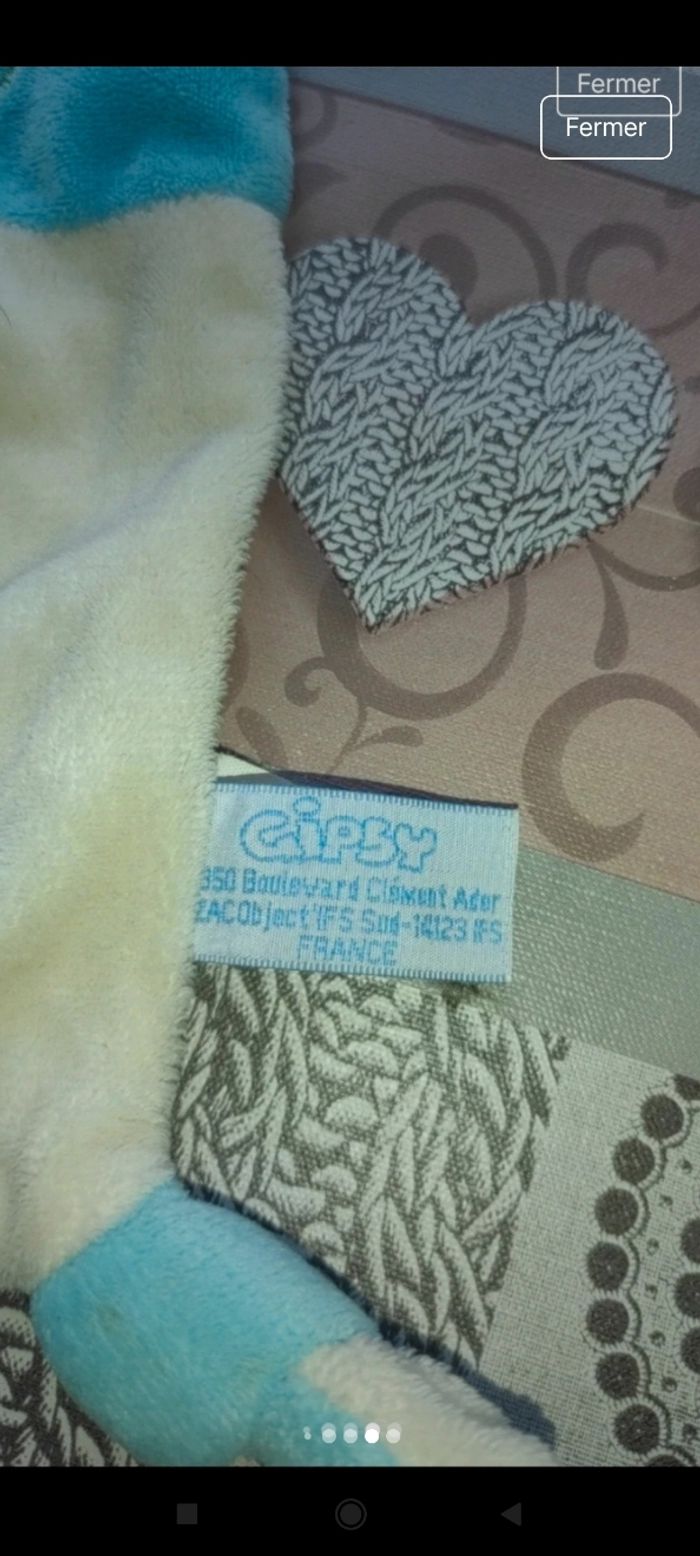 Fermer
Fermer
GiPSY
350 Boulevard Clément Ader
ZACObject'IFS Sud-14123 IFS
FRANCE